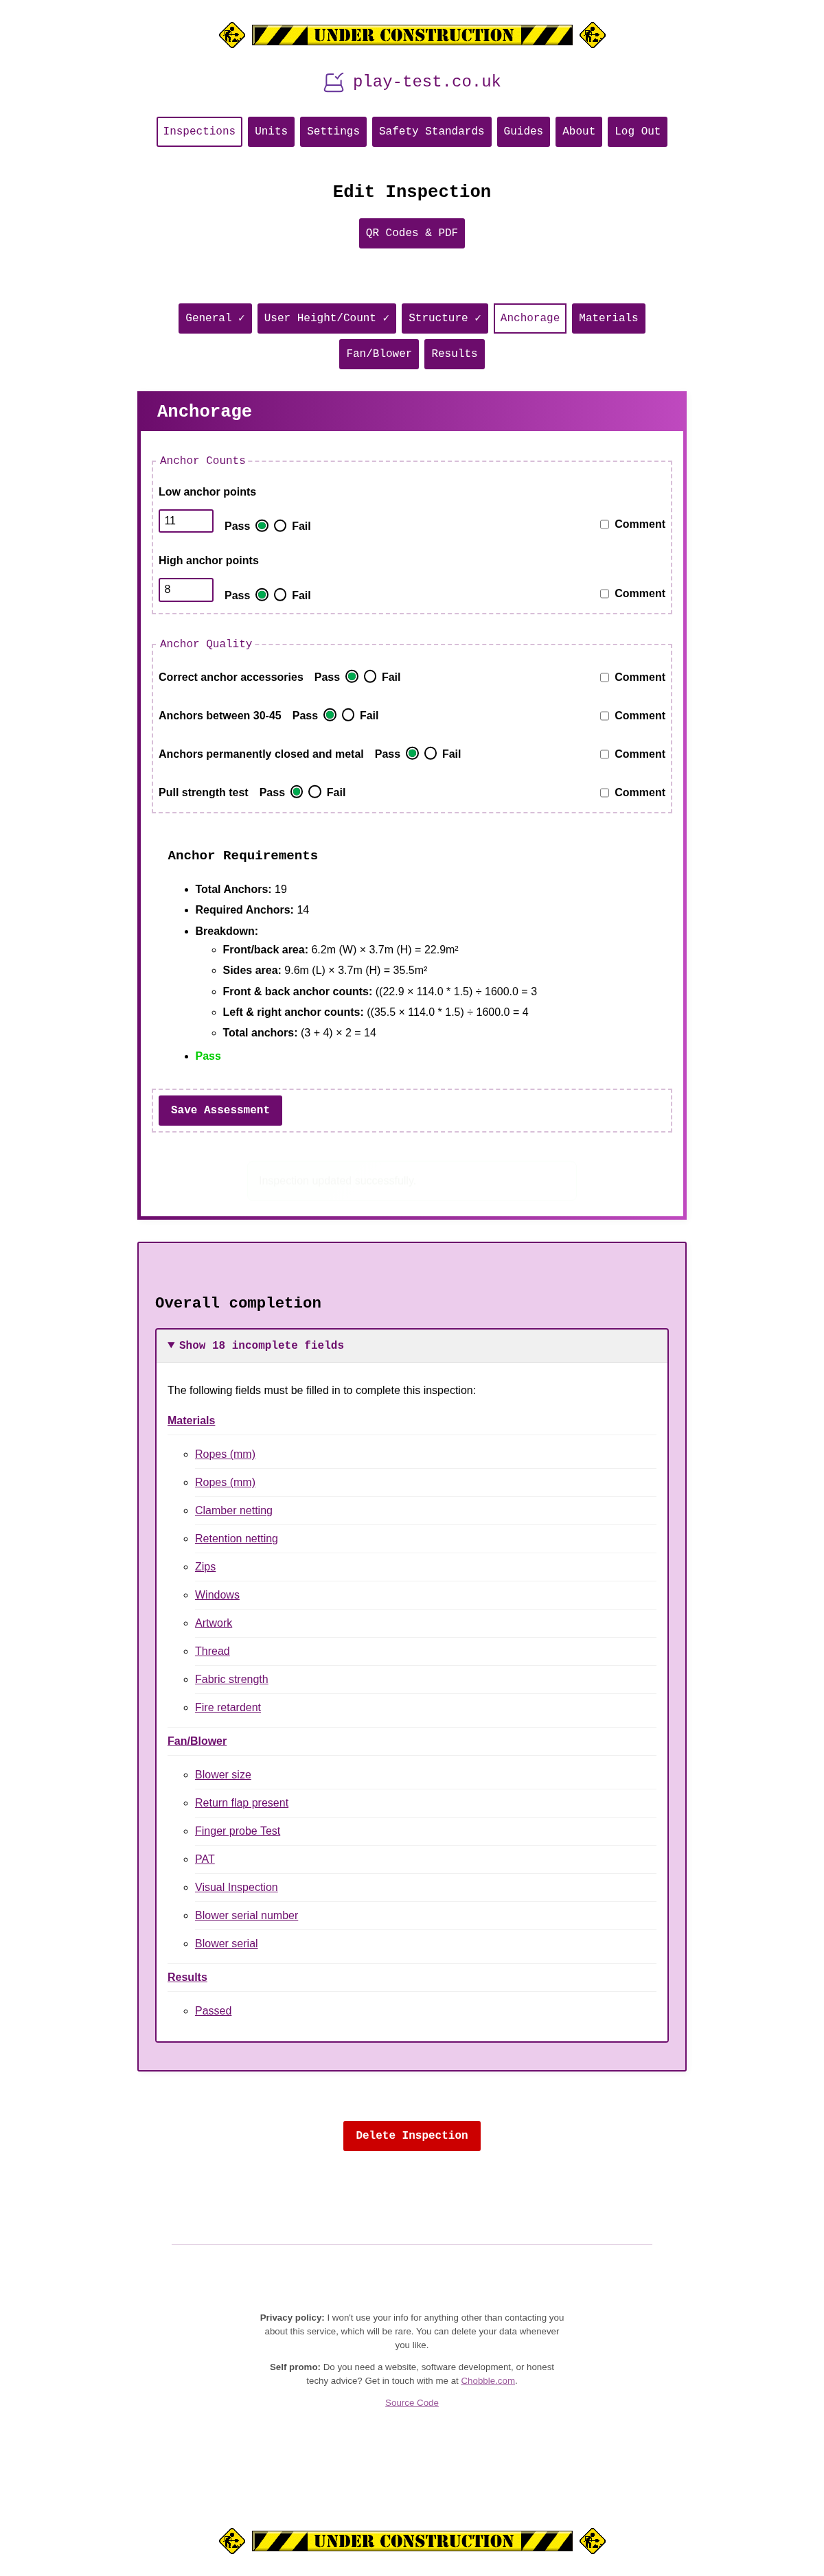 UNDER CONSTRUCTION
play-test.co.uk
Inspections Units Settings Safety Standards Guides About Log Out
Edit Inspection
QR Codes & PDF
General ✓ User Height/Count ✓ Structure ✓ Anchorage Materials
Fan/Blower Results
Anchorage
Anchor Counts
Low anchor points
11 Pass Fail Comment
High anchor points
8 Pass Fail Comment
Anchor Quality
Correct anchor accessories Pass Fail Comment
Anchors between 30-45 Pass Fail Comment
Anchors permanently closed and metal Pass Fail Comment
Pull strength test Pass Fail Comment
Anchor Requirements
Total Anchors: 19
Required Anchors: 14
Breakdown:
Front/back area: 6.2m (W) × 3.7m (H) = 22.9m²
Sides area: 9.6m (L) × 3.7m (H) = 35.5m²
Front & back anchor counts: ((22.9 × 114.0 * 1.5) ÷ 1600.0 = 3
Left & right anchor counts: ((35.5 × 114.0 * 1.5) ÷ 1600.0 = 4
Total anchors: (3 + 4) × 2 = 14
Pass
Save Assessment
Overall completion
▼ Show 18 incomplete fields
The following fields must be filled in to complete this inspection:
Materials
Ropes (mm)
Ropes (mm)
Clamber netting
Retention netting
Zips
Windows
Artwork
Thread
Fabric strength
Fire retardent
Fan/Blower
Blower size
Return flap present
Finger probe Test
PAT
Visual Inspection
Blower serial number
Blower serial
Results
Passed
Delete Inspection
Privacy policy: I won't use your info for anything other than contacting you
about this service, which will be rare. You can delete your data whenever
you like.
Self promo: Do you need a website, software development, or honest
techy advice? Get in touch with me at Chobble.com.
Source Code
UNDER CONSTRUCTION